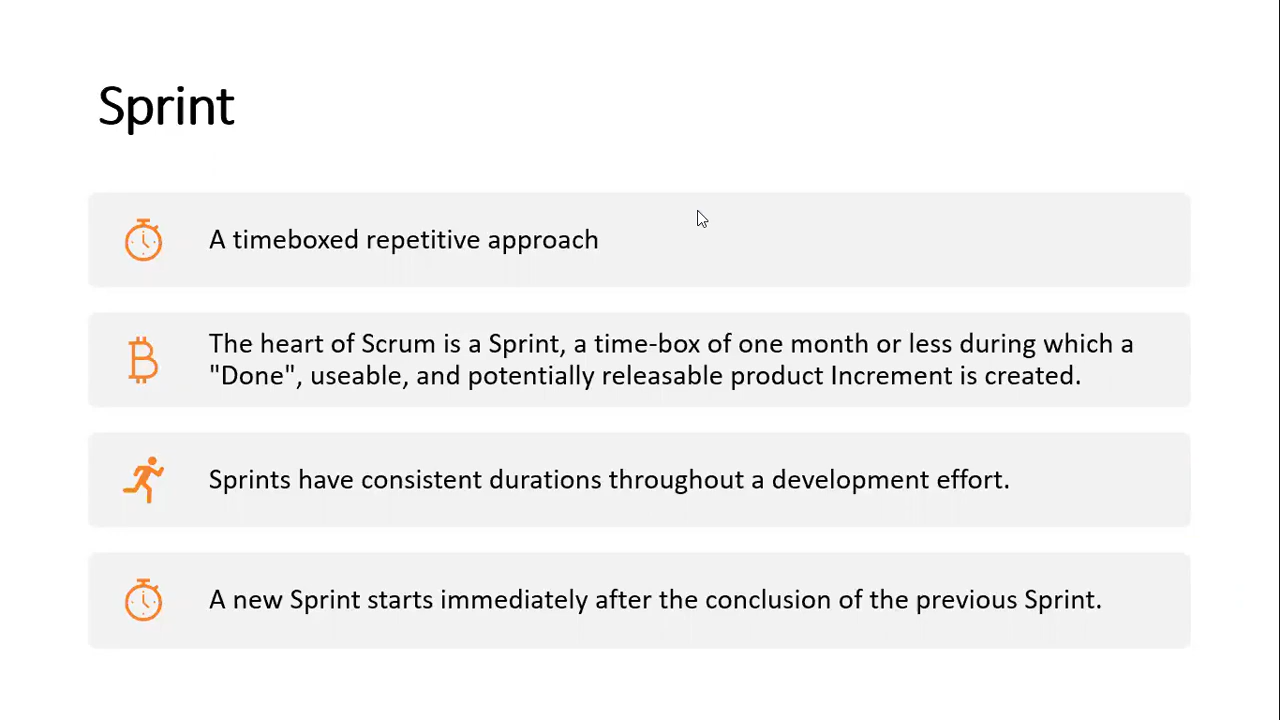 Sprint
A timeboxed repetitive approach
The heart of Scrum is a Sprint, a time-box of one month or less during which a
"Done", useable, and potentially releasable product Increment is created.
Sprints have consistent durations throughout a development effort.
A new Sprint starts immediately after the conclusion of the previous Sprint.